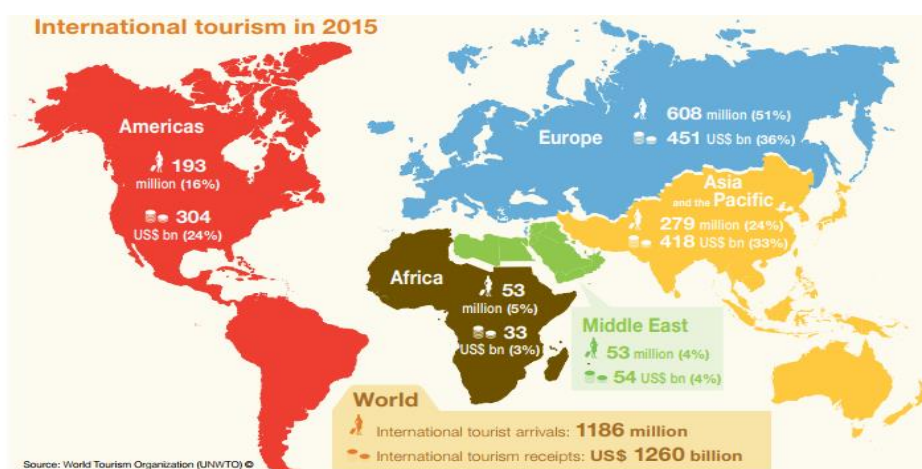 International tourism in 2015
Americas
193
million (16%)
304
US$ bn (24%)
Europe
608 million (51%)
451 US$ bn (36%)
Asia
and the Pacific
279 million (24%)
418 US$ bn (33%)
Africa
53
million (5%)
33
US$ bn (3%)
Middle East
53 million (4%)
54 US$ bn (4%)
World
International tourist arrivals: 1186 million
International tourism receipts: US$ 1260 billion
Source: World Tourism Organization (UNWTO) ©